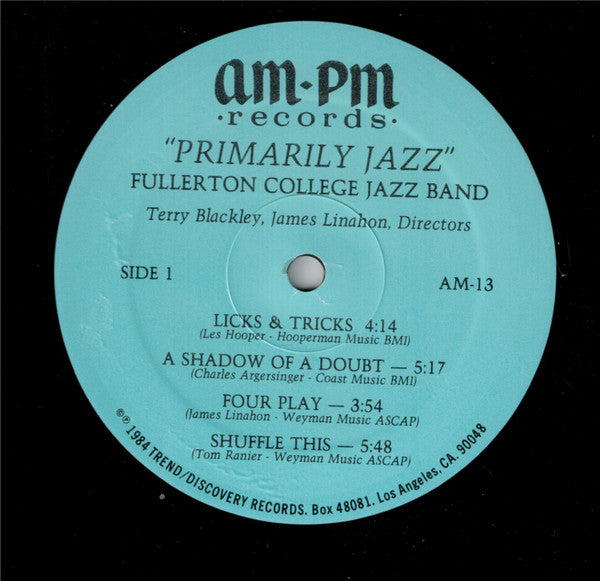 am·pm
·records·
"PRIMARILY JAZZ"
FULLERTON COLLEGE JAZZ BAND
Terry Blackley, James Linahon, Directors
SIDE 1
AM-13
LICKS & TRICKS 4:14
(Les Hooper - Hooperman Music BMI)
A SHADOW OF A DOUBT — 5:17
(Charles Argersinger - Coast Music BMI)
FOUR PLAY — 3:54
(James Linahon - Weyman Music ASCAP)
SHUFFLE THIS — 5:48
(Tom Ranier - Weyman Music ASCAP)
©℗ 1984 TREND/DISCOVERY RECORDS. Box 48081. Los Angeles, CA. 90048